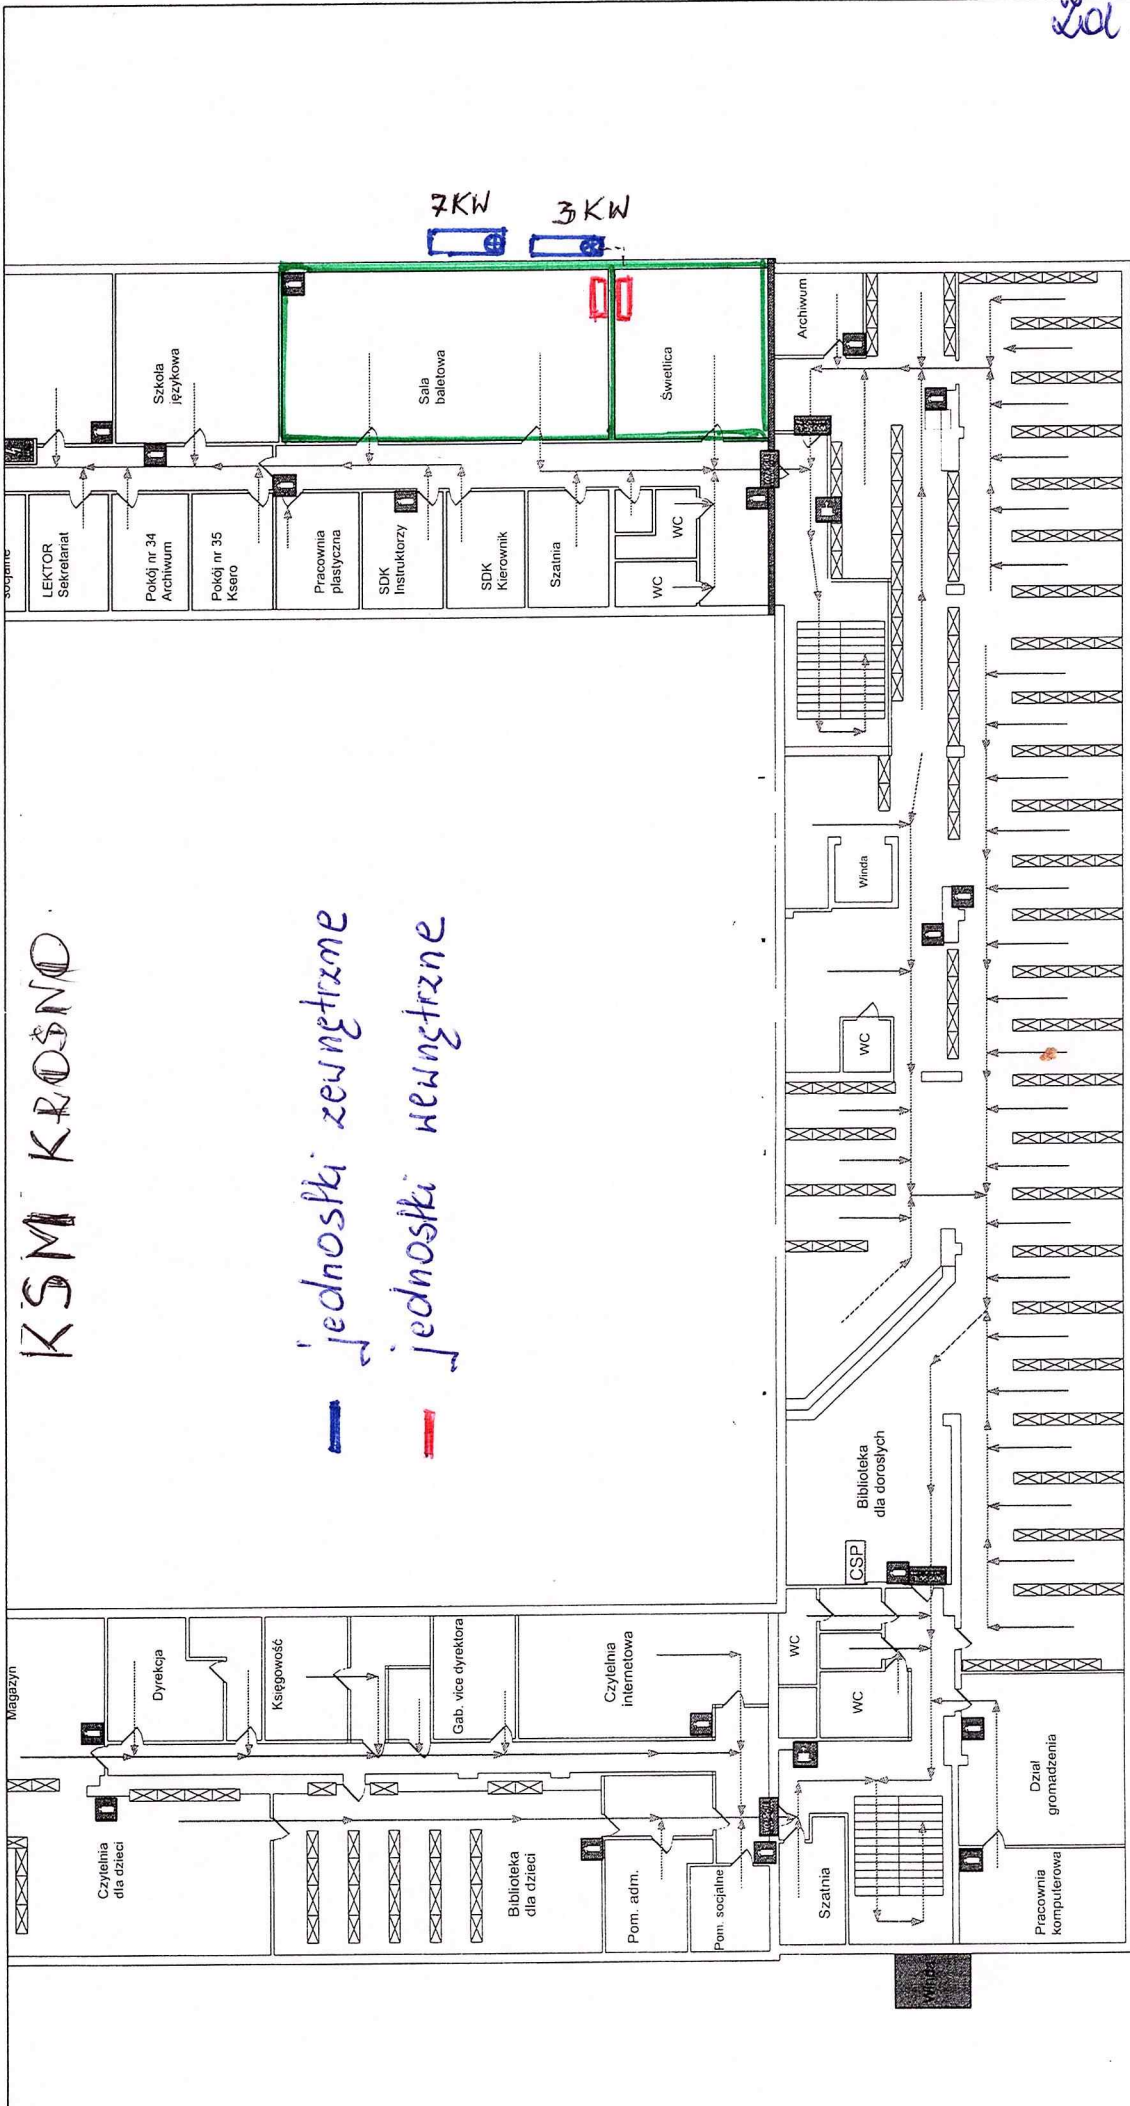 Zał
7KW
3KW
KSM KROSNO
jednostki zewnętrzne
jednostki wewnętrzne
socjalne
LEKTOR
Sekretariat
Pokój nr 34
Archiwum
Pokój nr 35
Ksero
Pracownia
plastyczna
SDK
Instruktorzy
SDK
Kierownik
Szatnia
WC
WC
Szkoła
językowa
Sala
baletowa
Świetlica
Archiwum
Winda
WC
Biblioteka
dla dorosłych
CSP
Magazyn
Dyrekcja
Księgowość
Gab. vice dyrektora
Czytelnia
internetowa
WC
WC
Czytelnia
dla dzieci
Biblioteka
dla dzieci
Pom. adm.
Pom. socjalne
Szatnia
Dział
gromadzenia
Pracownia
komputerowa
Winda